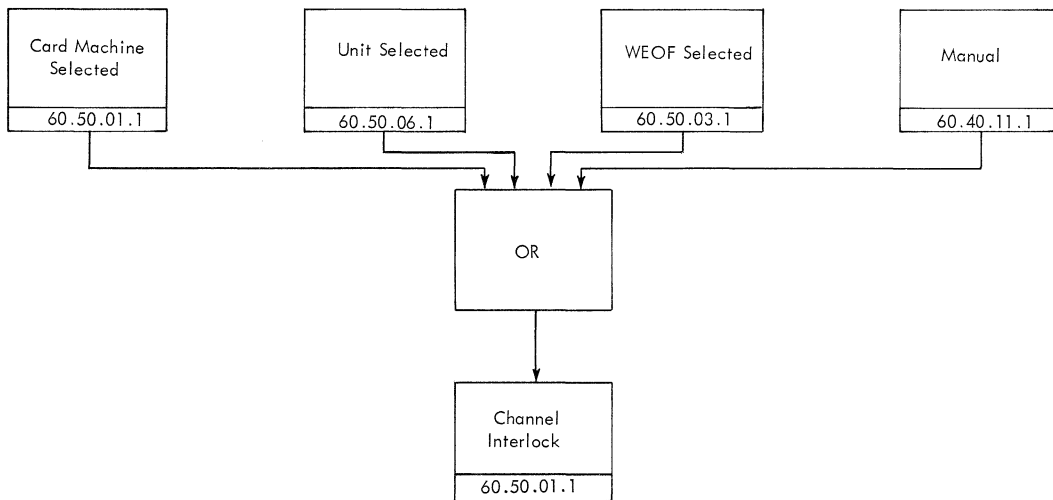 Card Machine
Selected
60.50.01.1
Unit Selected
60.50.06.1
WEOF Selected
60.50.03.1
Manual
60.40.11.1
OR
Channel
Interlock
60.50.01.1